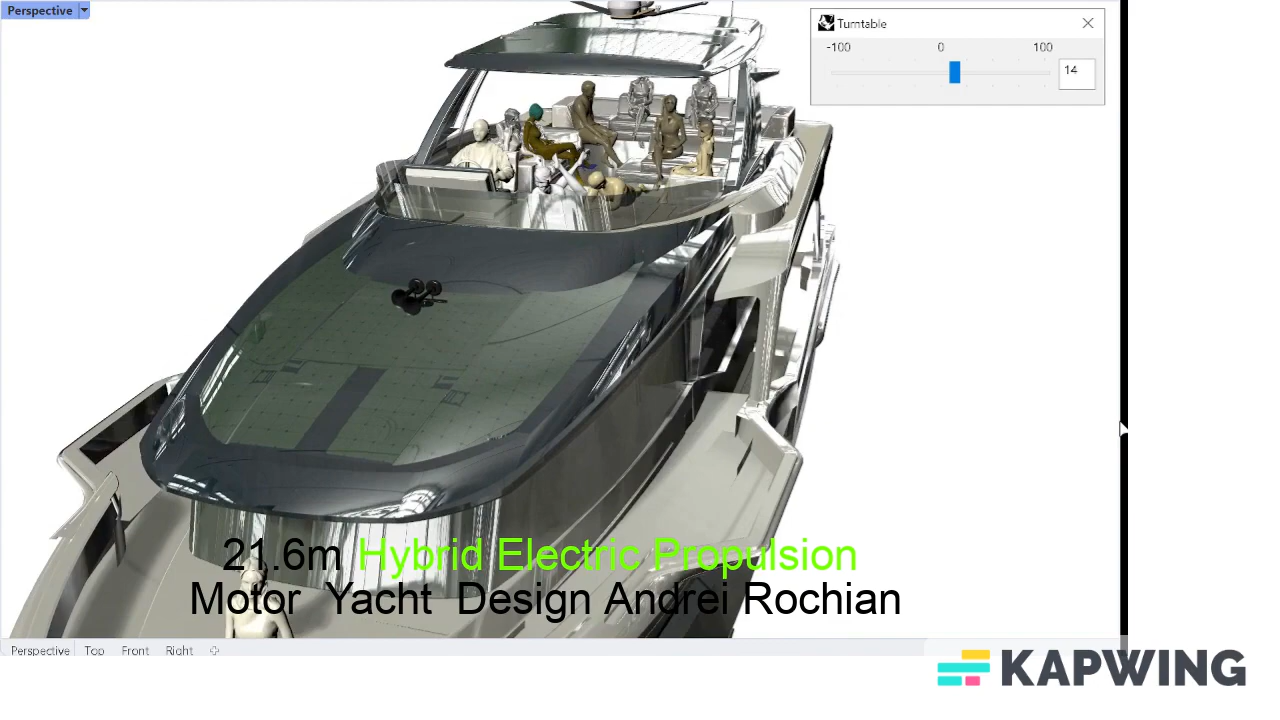 Perspective
Turntable
-100 0 100
14
21.6m Hybrid Electric Propulsion
Motor Yacht Design Andrei Rochian
Perspective Top Front Right
KAPWING